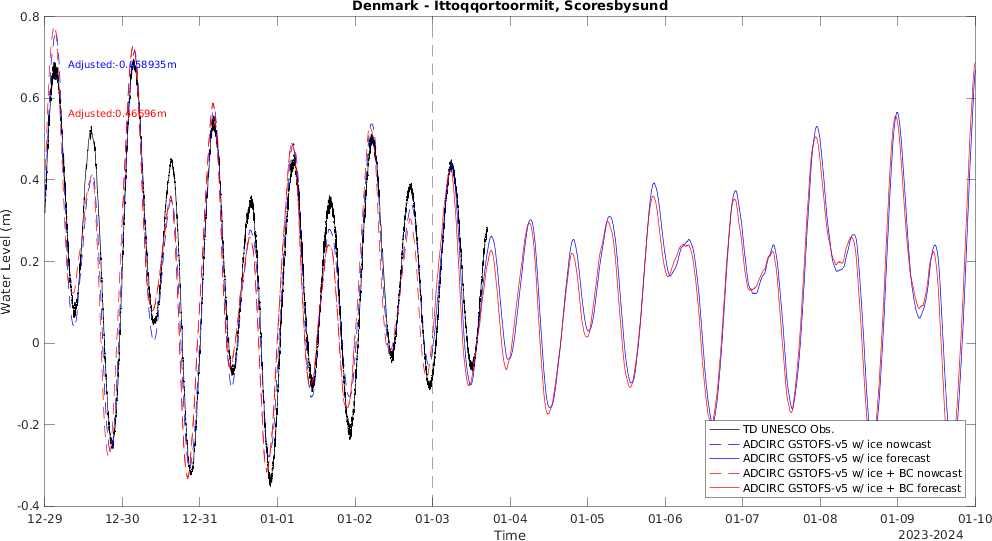 Denmark - Ittoqqortoormiit, Scoresbysund
Water Level (m)
0.8
0.6
0.4
0.2
0
-0.2
-0.4
Adjusted:-0.058935m
Adjusted:0.46696m
TD UNESCO Obs.
ADCIRC GSTOFS-v5 w/ ice nowcast
ADCIRC GSTOFS-v5 w/ ice forecast
ADCIRC GSTOFS-v5 w/ ice + BC nowcast
ADCIRC GSTOFS-v5 w/ ice + BC forecast
12-29 12-30 12-31 01-01 01-02 01-03 01-04 01-05 01-06 01-07 01-08 01-09 01-10
Time
2023-2024